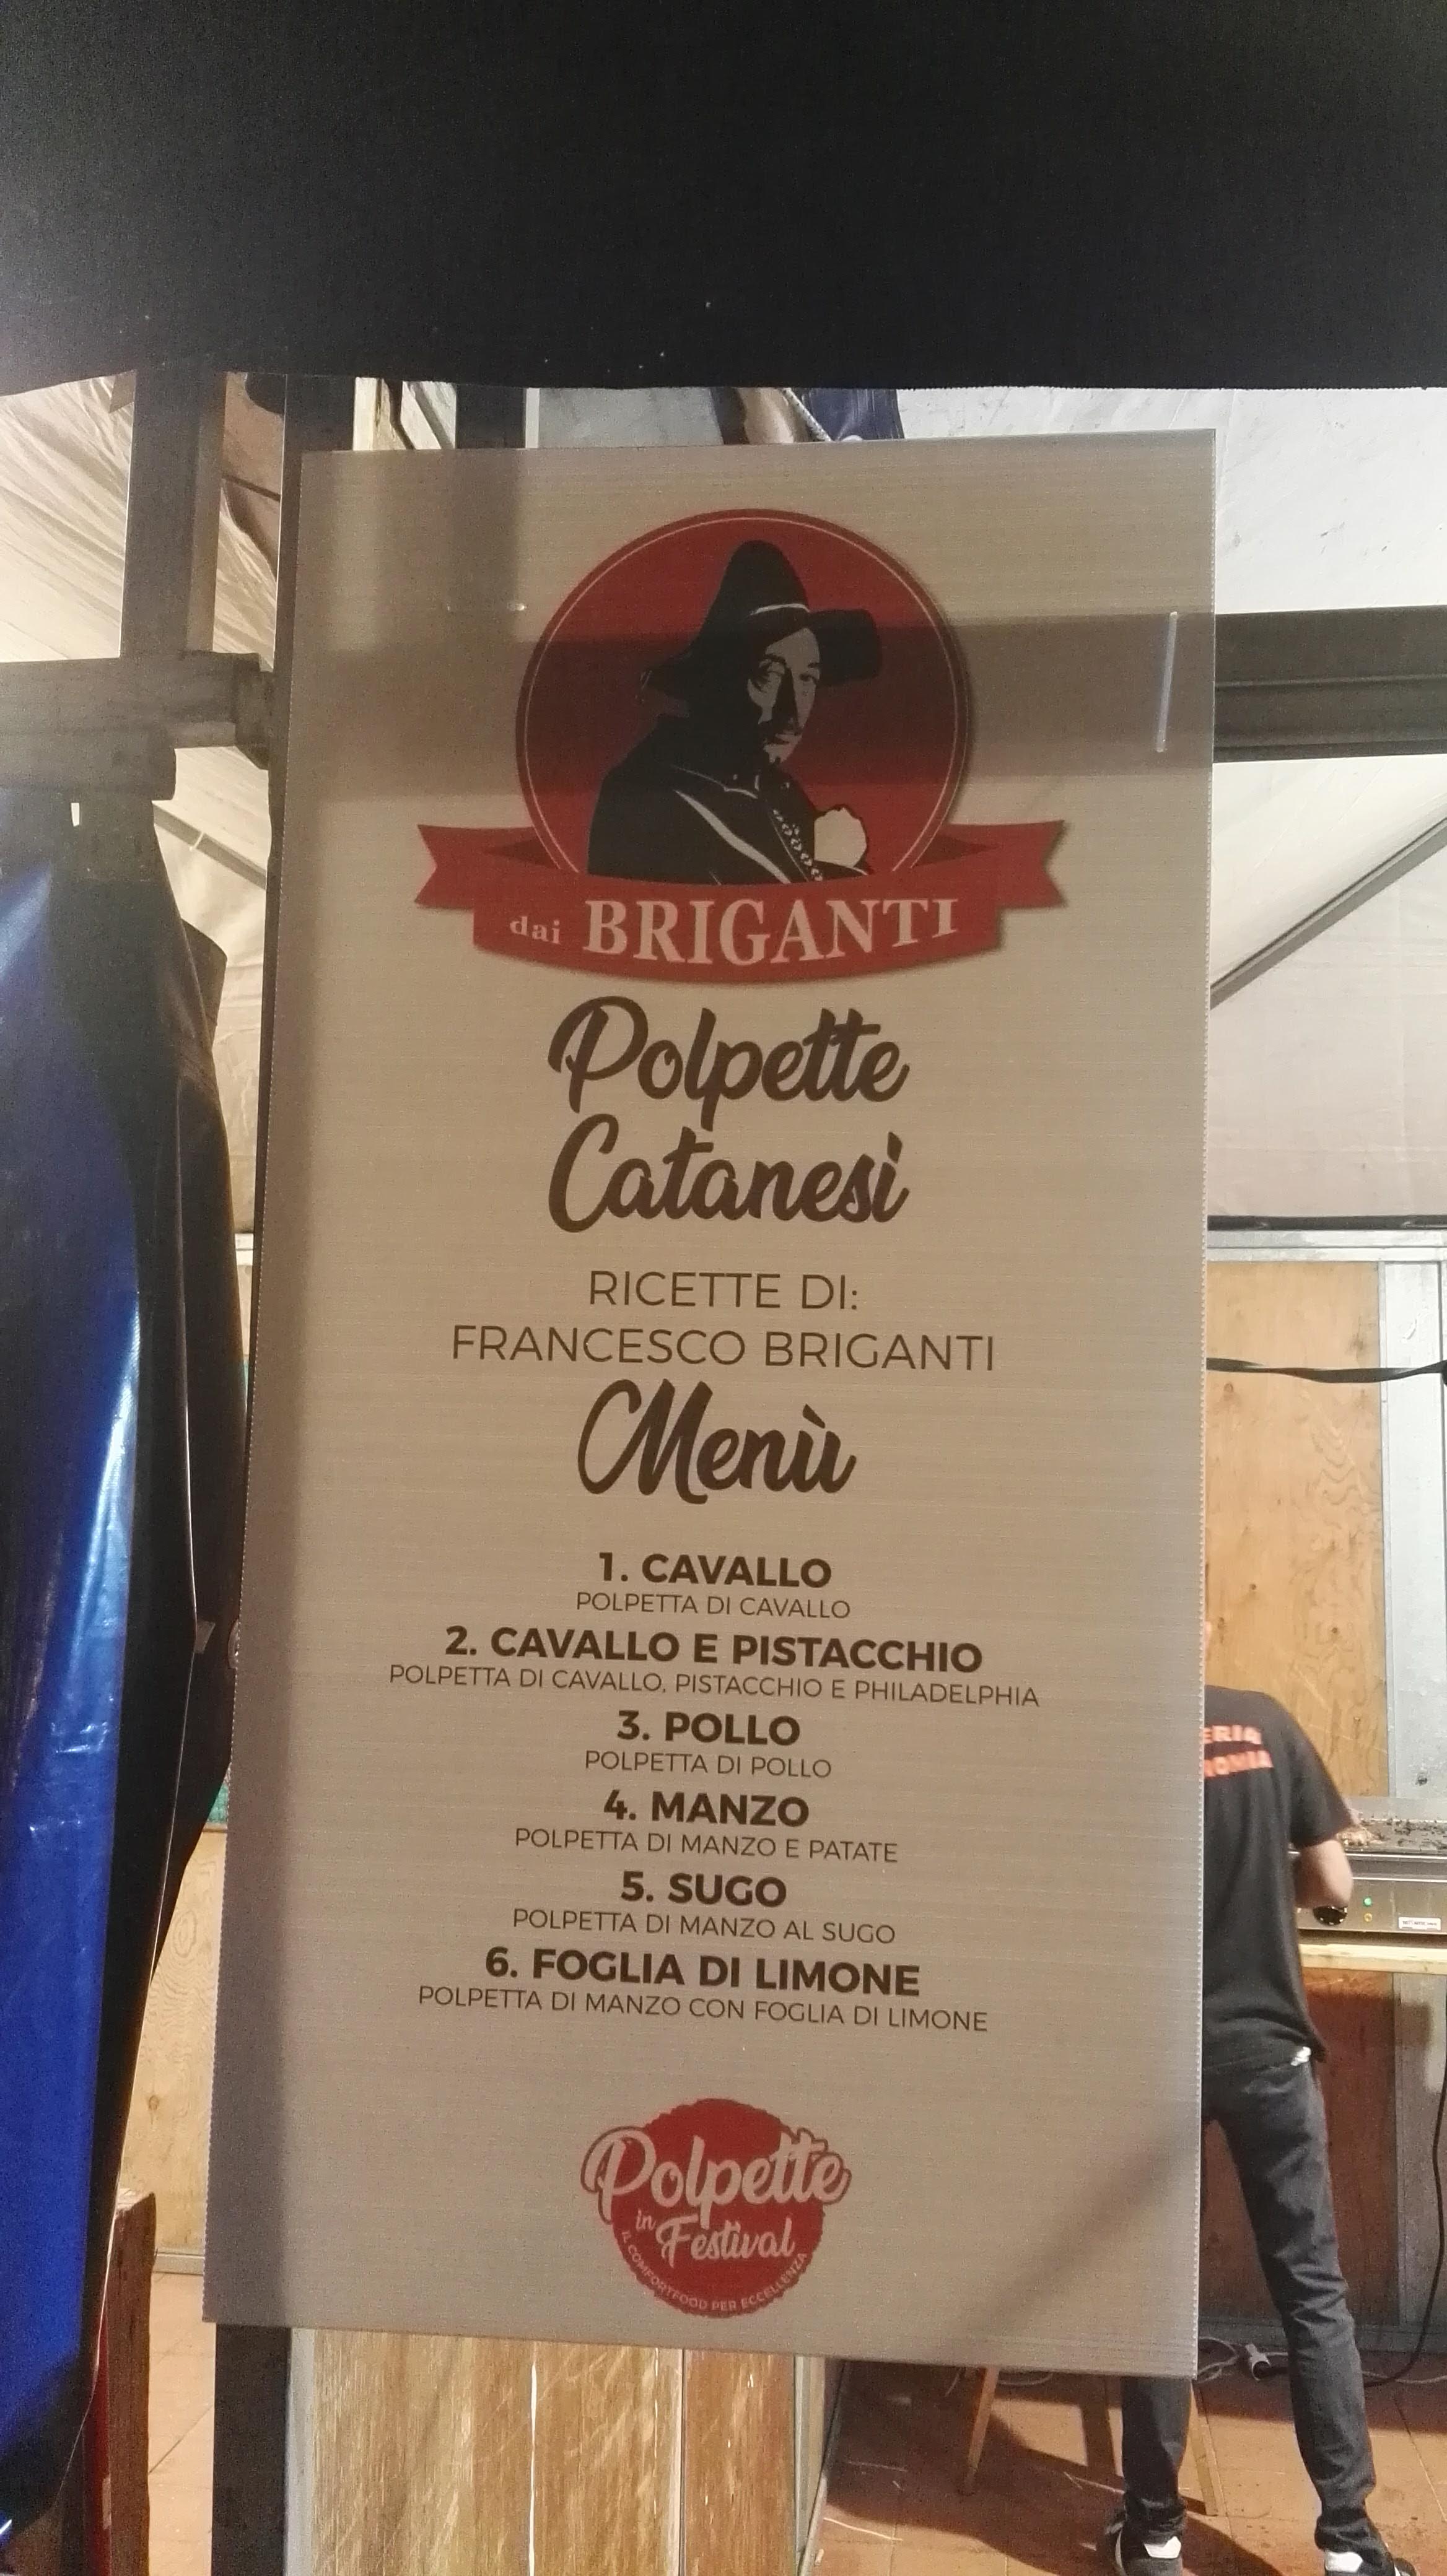 dai BRIGANTI
Polpette
Catanesi
RICETTE DI:
FRANCESCO BRIGANTI
Menù
1. CAVALLO
POLPETTA DI CAVALLO
2. CAVALLO E PISTACCHIO
POLPETTA DI CAVALLO, PISTACCHIO E PHILADELPHIA
3. POLLO
POLPETTA DI POLLO
4. MANZO
POLPETTA DI MANZO E PATATE
5. SUGO
POLPETTA DI MANZO AL SUGO
6. FOGLIA DI LIMONE
POLPETTA DI MANZO CON FOGLIA DI LIMONE
Polpette
in Festival
IL COMFORTFOOD PER ECCELLENZA